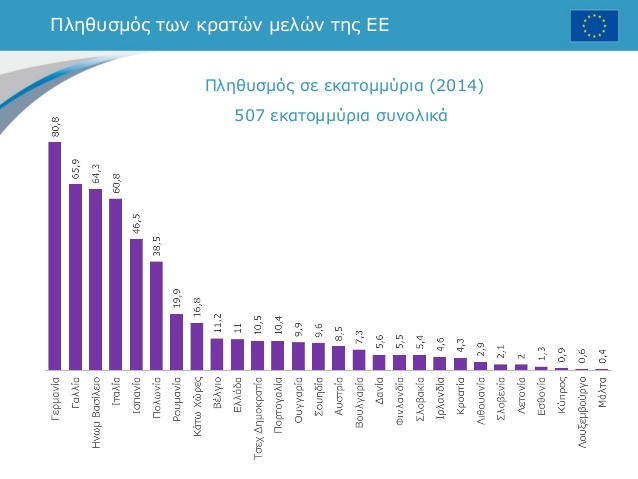 Πληθυσμός των κρατών μελών της ΕΕ
Πληθυσμός σε εκατομμύρια (2014)
507 εκατομμύρια συνολικά
80,8
65,9
64,3
60,8
46,5
38,5
19,9
16,8
11,2
11
10,5
10,4
9,9
9,6
8,5
7,3
5,6
5,5
5,4
4,6
4,3
2,9
2,1
2
1,3
0,9
0,6
0,4
Γερμανία
Γαλλία
Ηνωμ Βασίλειο
Ιταλία
Ισπανία
Πολωνία
Ρουμανία
Κάτω Χώρες
Βέλγιο
Ελλάδα
Τσεχ Δημοκρατία
Πορτογαλία
Ουγγαρία
Σουηδία
Αυστρία
Βουλγαρία
Δανία
Φινλανδία
Σλοβακία
Ιρλανδία
Κροατία
Λιθουανία
Σλοβενία
Λετονία
Εσθονία
Κύπρος
Λουξεμβούργο
Μάλτα